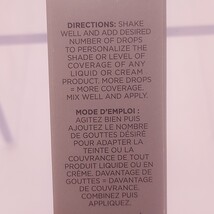 DIRECTIONS: SHAKE
WELL AND ADD DESIRED
NUMBER OF DROPS
TO PERSONALIZE THE
SHADE OR LEVEL OF
COVERAGE OF ANY
LIQUID OR CREAM
PRODUCT. MORE DROPS
= MORE COVERAGE.
MIX WELL AND APPLY.
MODE D'EMPLOI :
AGITEZ BIEN PUIS
AJOUTEZ LE NOMBRE
DE GOUTTES DÉSIRÉ
POUR ADAPTER LA
TEINTE OU LA
COUVRANCE DE TOUT
PRODUIT LIQUIDE OU EN
CRÈME. DAVANTAGE DE
GOUTTES = DAVANTAGE
DE COUVRANCE.
COMBINEZ PUIS
APPLIQUEZ.